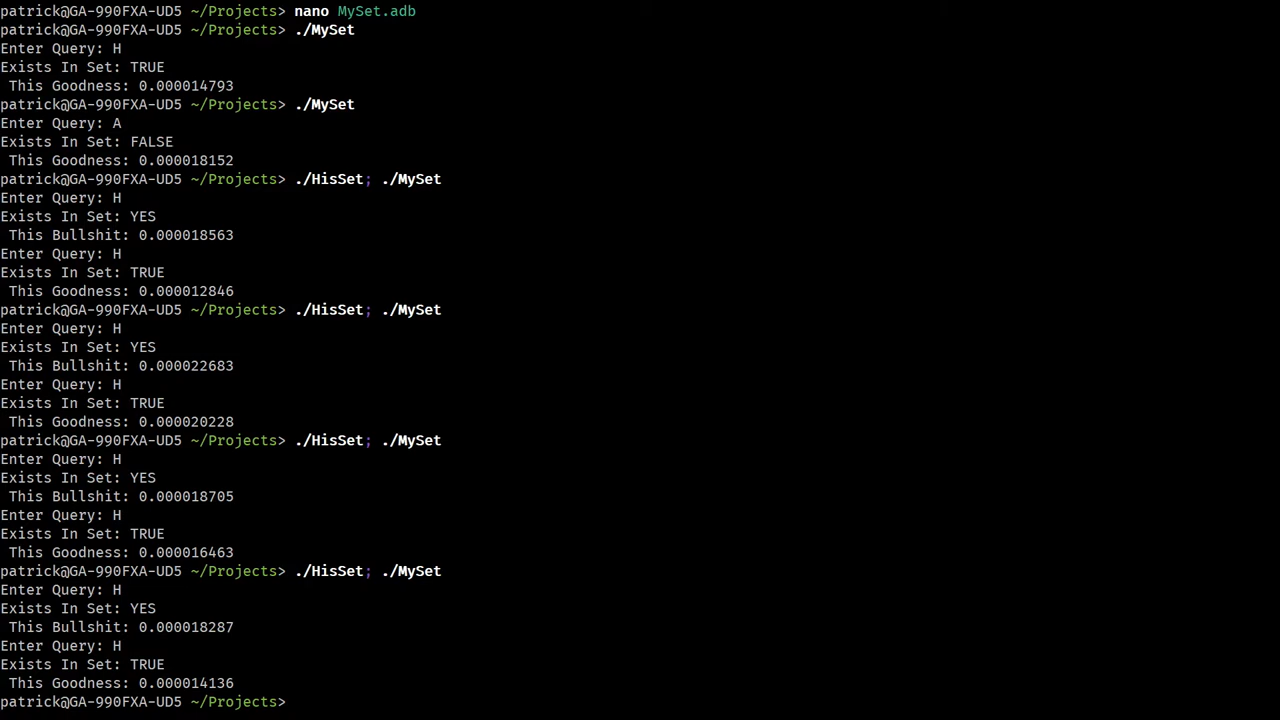 patrick@GA-990FXA-UD5 ~/Projects> nano MySet.adb
patrick@GA-990FXA-UD5 ~/Projects> ./MySet
Enter Query: H
Exists In Set: TRUE
 This Goodness: 0.000014793
patrick@GA-990FXA-UD5 ~/Projects> ./MySet
Enter Query: A
Exists In Set: FALSE
 This Goodness: 0.000018152
patrick@GA-990FXA-UD5 ~/Projects> ./HisSet; ./MySet
Enter Query: H
Exists In Set: YES
 This Bullshit: 0.000018563
Enter Query: H
Exists In Set: TRUE
 This Goodness: 0.000012846
patrick@GA-990FXA-UD5 ~/Projects> ./HisSet; ./MySet
Enter Query: H
Exists In Set: YES
 This Bullshit: 0.000022683
Enter Query: H
Exists In Set: TRUE
 This Goodness: 0.000020228
patrick@GA-990FXA-UD5 ~/Projects> ./HisSet; ./MySet
Enter Query: H
Exists In Set: YES
 This Bullshit: 0.000018705
Enter Query: H
Exists In Set: TRUE
 This Goodness: 0.000016463
patrick@GA-990FXA-UD5 ~/Projects> ./HisSet; ./MySet
Enter Query: H
Exists In Set: YES
 This Bullshit: 0.000018287
Enter Query: H
Exists In Set: TRUE
 This Goodness: 0.000014136
patrick@GA-990FXA-UD5 ~/Projects>